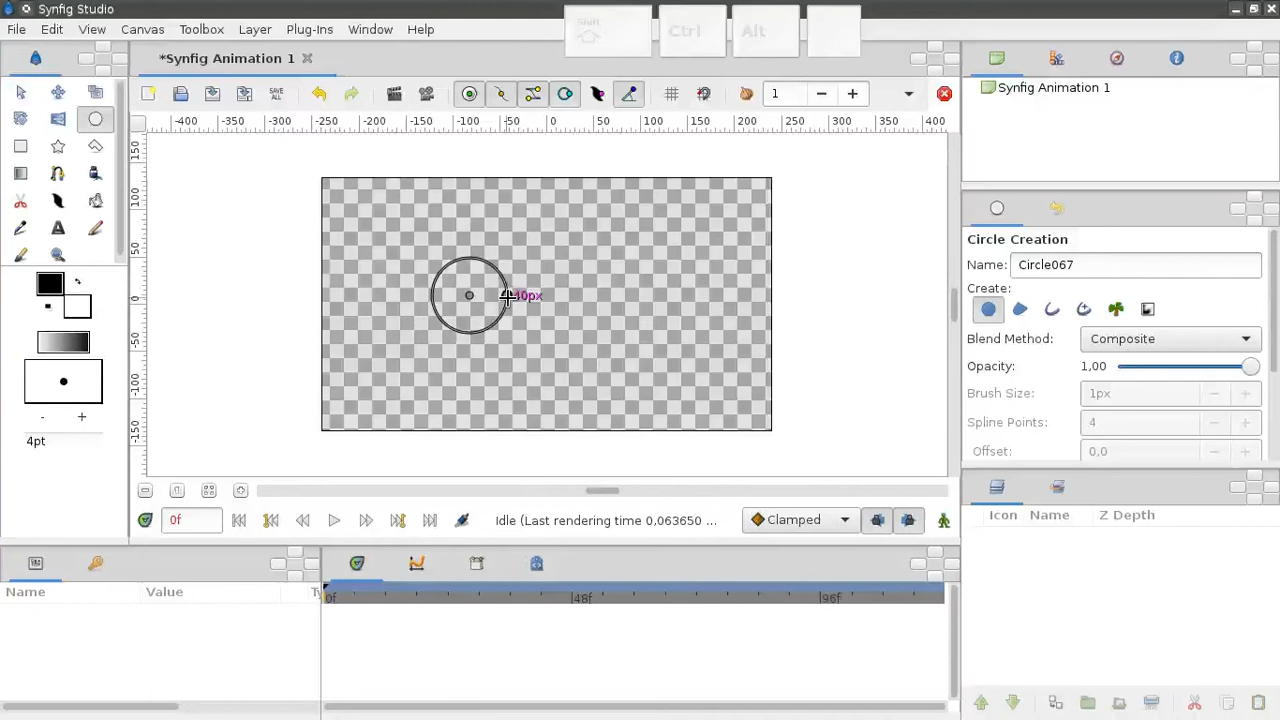 Synfig Studio
File Edit View Canvas Toolbox Layer Plug-Ins Window Help
Shift Ctrl Alt
*Synfig Animation 1
SAVE ALL
1
-400 -350 -300 -250 -200 -150 -100 -50 0 50 100 150 200 250 300 350 400
150
100
50
0
-50
-100
-150
40px
4pt
0f
Idle (Last rendering time 0,063650 ...
Clamped
Name Value
0f 48f 96f
Synfig Animation 1
Circle Creation
Name: Circle067
Create:
Blend Method: Composite
Opacity: 1,00
Brush Size: 1px
Spline Points: 4
Offset: 0,0
Icon Name Z Depth